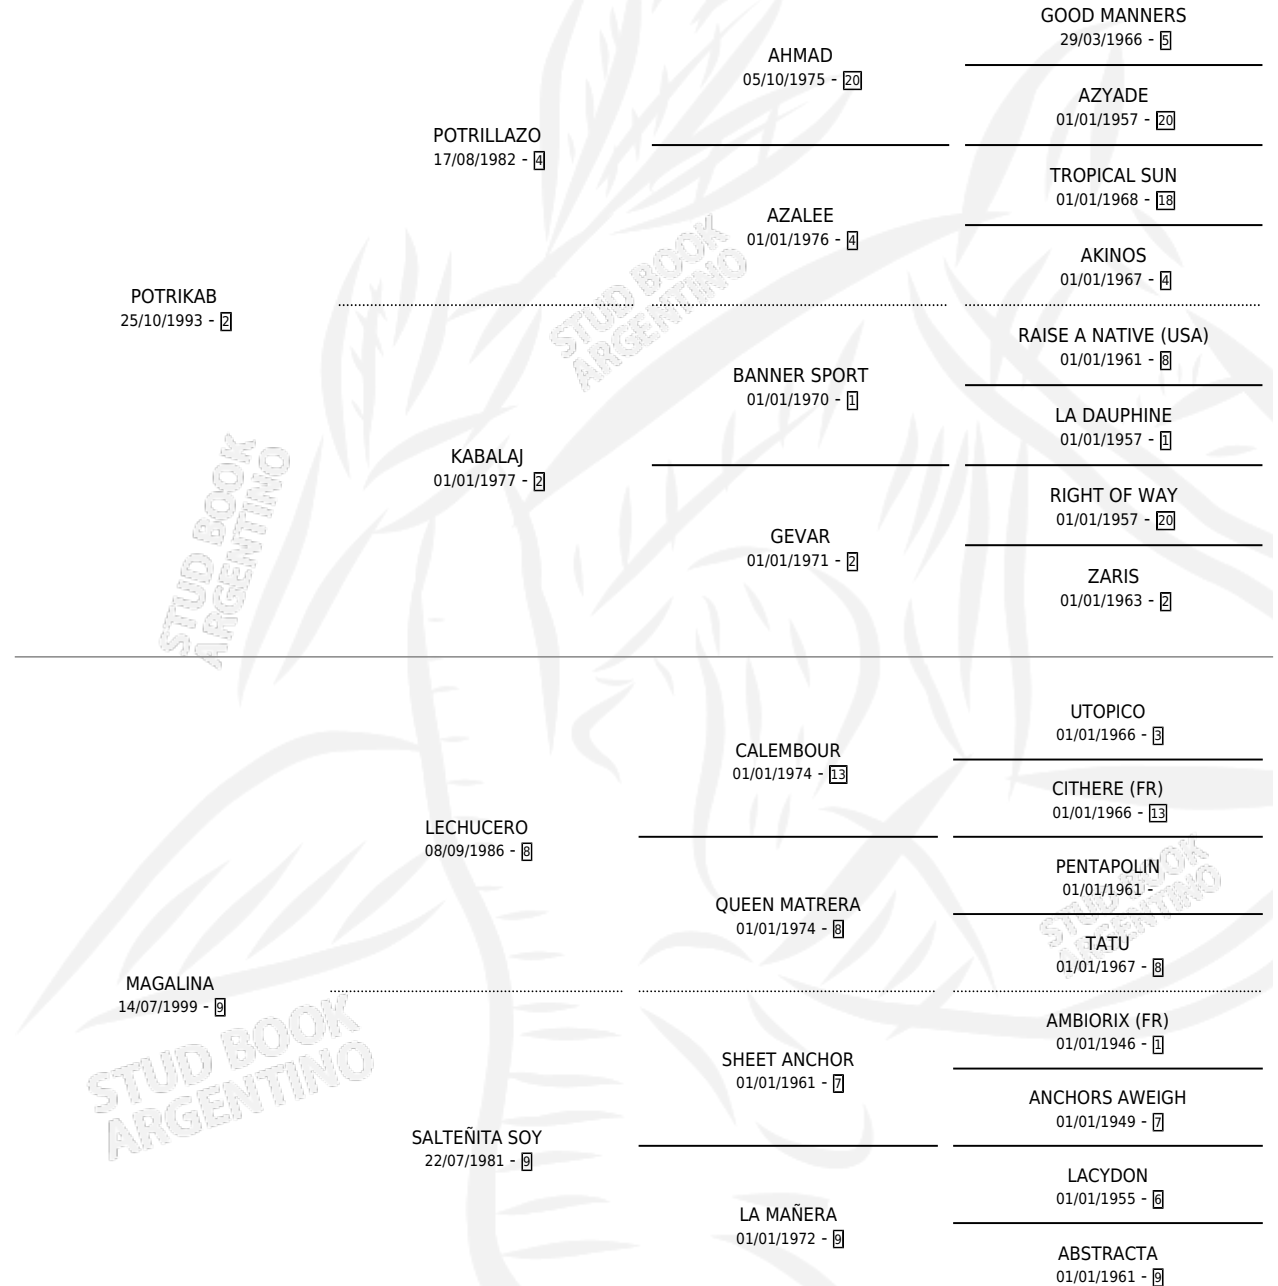 GOOD MANNERS
29/03/1966 - 5
AHMAD
05/10/1975 - 20
AZYADE
01/01/1957 - 20
POTRILLAZO
17/08/1982 - 4
TROPICAL SUN
01/01/1968 - 18
AZALEE
01/01/1976 - 4
AKINOS
01/01/1967 - 4
POTRIKAB
25/10/1993 - 2
RAISE A NATIVE (USA)
01/01/1961 - 8
BANNER SPORT
01/01/1970 - 1
LA DAUPHINE
01/01/1957 - 1
KABALAJ
01/01/1977 - 2
RIGHT OF WAY
01/01/1957 - 20
GEVAR
01/01/1971 - 2
ZARIS
01/01/1963 - 2
UTOPICO
01/01/1966 - 3
CALEMBOUR
01/01/1974 - 13
CITHERE (FR)
01/01/1966 - 13
LECHUCERO
08/09/1986 - 8
PENTAPOLIN
01/01/1961 -
QUEEN MATRERA
01/01/1974 - 8
TATU
01/01/1967 - 8
MAGALINA
14/07/1999 - 9
AMBIORIX (FR)
01/01/1946 - 1
SHEET ANCHOR
01/01/1961 - 7
ANCHORS AWEIGH
01/01/1949 - 7
SALTEÑITA SOY
22/07/1981 - 9
LACYDON
01/01/1955 - 6
LA MAÑERA
01/01/1972 - 9
ABSTRACTA
01/01/1961 - 9
STUD BOOK
ARGENTINO
STUD BOOK
ARGENTINO
STUD BOOK
ARGENTINO
STUD BOOK
ARGENTINO